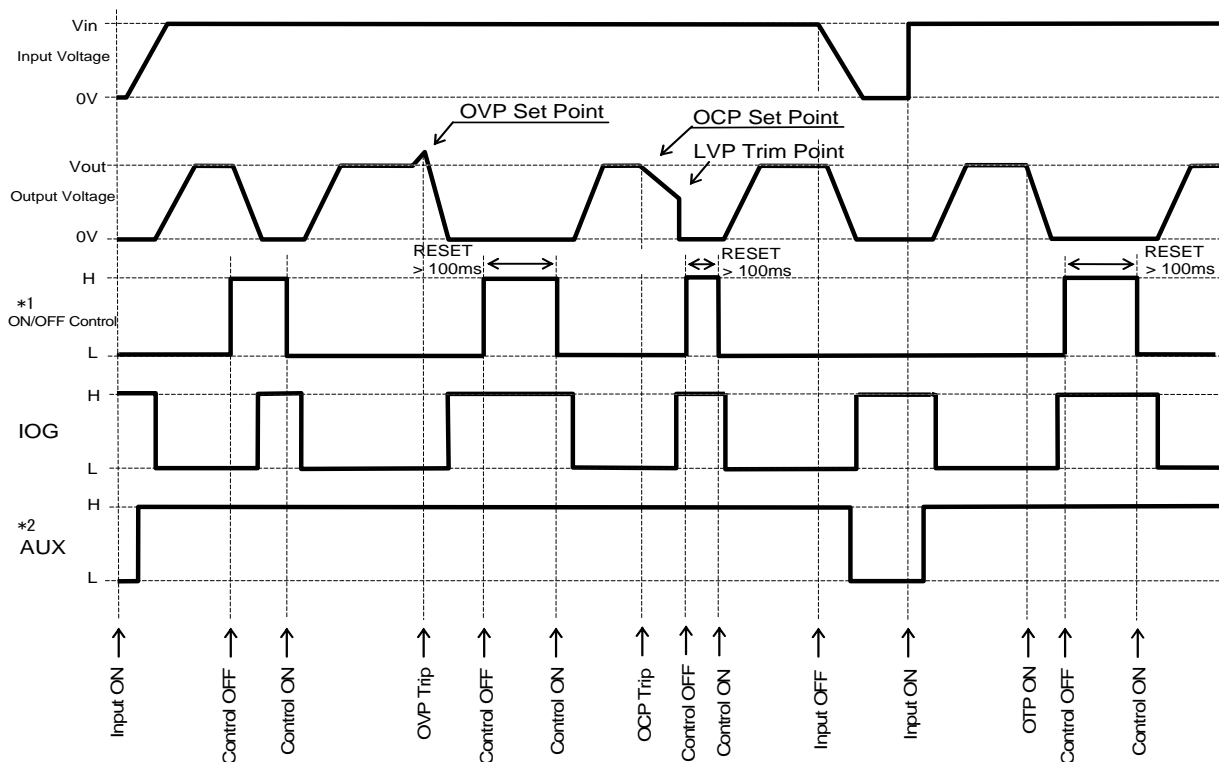 Vin
Input Voltage
0V
OVP Set Point
OCP Set Point
LVP Trim Point
Vout
Output Voltage
0V
RESET
> 100ms
RESET
> 100ms
RESET
> 100ms
H
*1
ON/OFF Control
L
H
IOG
L
H
*2
AUX
L
Input ON
Control OFF
Control ON
OVP Trip
Control OFF
Control ON
OCP Trip
Control OFF
Control ON
Input OFF
Input ON
OTP ON
Control OFF
Control ON